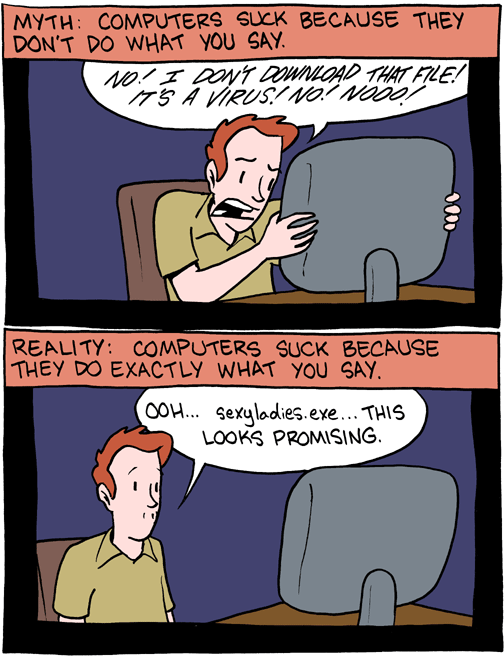 MYTH: COMPUTERS SUCK BECAUSE THEY
DON'T DO WHAT YOU SAY.
NO! I DON'T DOWNLOAD THAT FILE!
IT'S A VIRUS! NO! NOOO!
REALITY: COMPUTERS SUCK BECAUSE
THEY DO EXACTLY WHAT YOU SAY.
OOH... sexyladies.exe... THIS
LOOKS PROMISING.